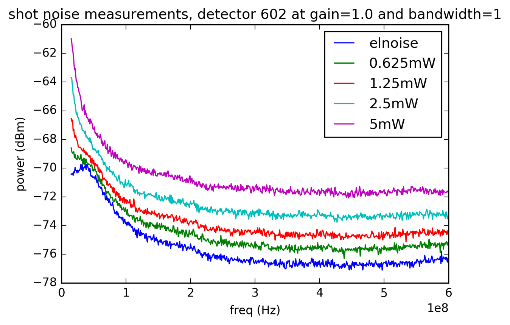 shot noise measurements, detector 602 at gain=1.0 and bandwidth=1
−60
−62
−64
−66
−68
−70
−72
−74
−76
−78
power (dBm)
elnoise
0.625mW
1.25mW
2.5mW
5mW
0 1 2 3 4 5 6
1e8
freq (Hz)